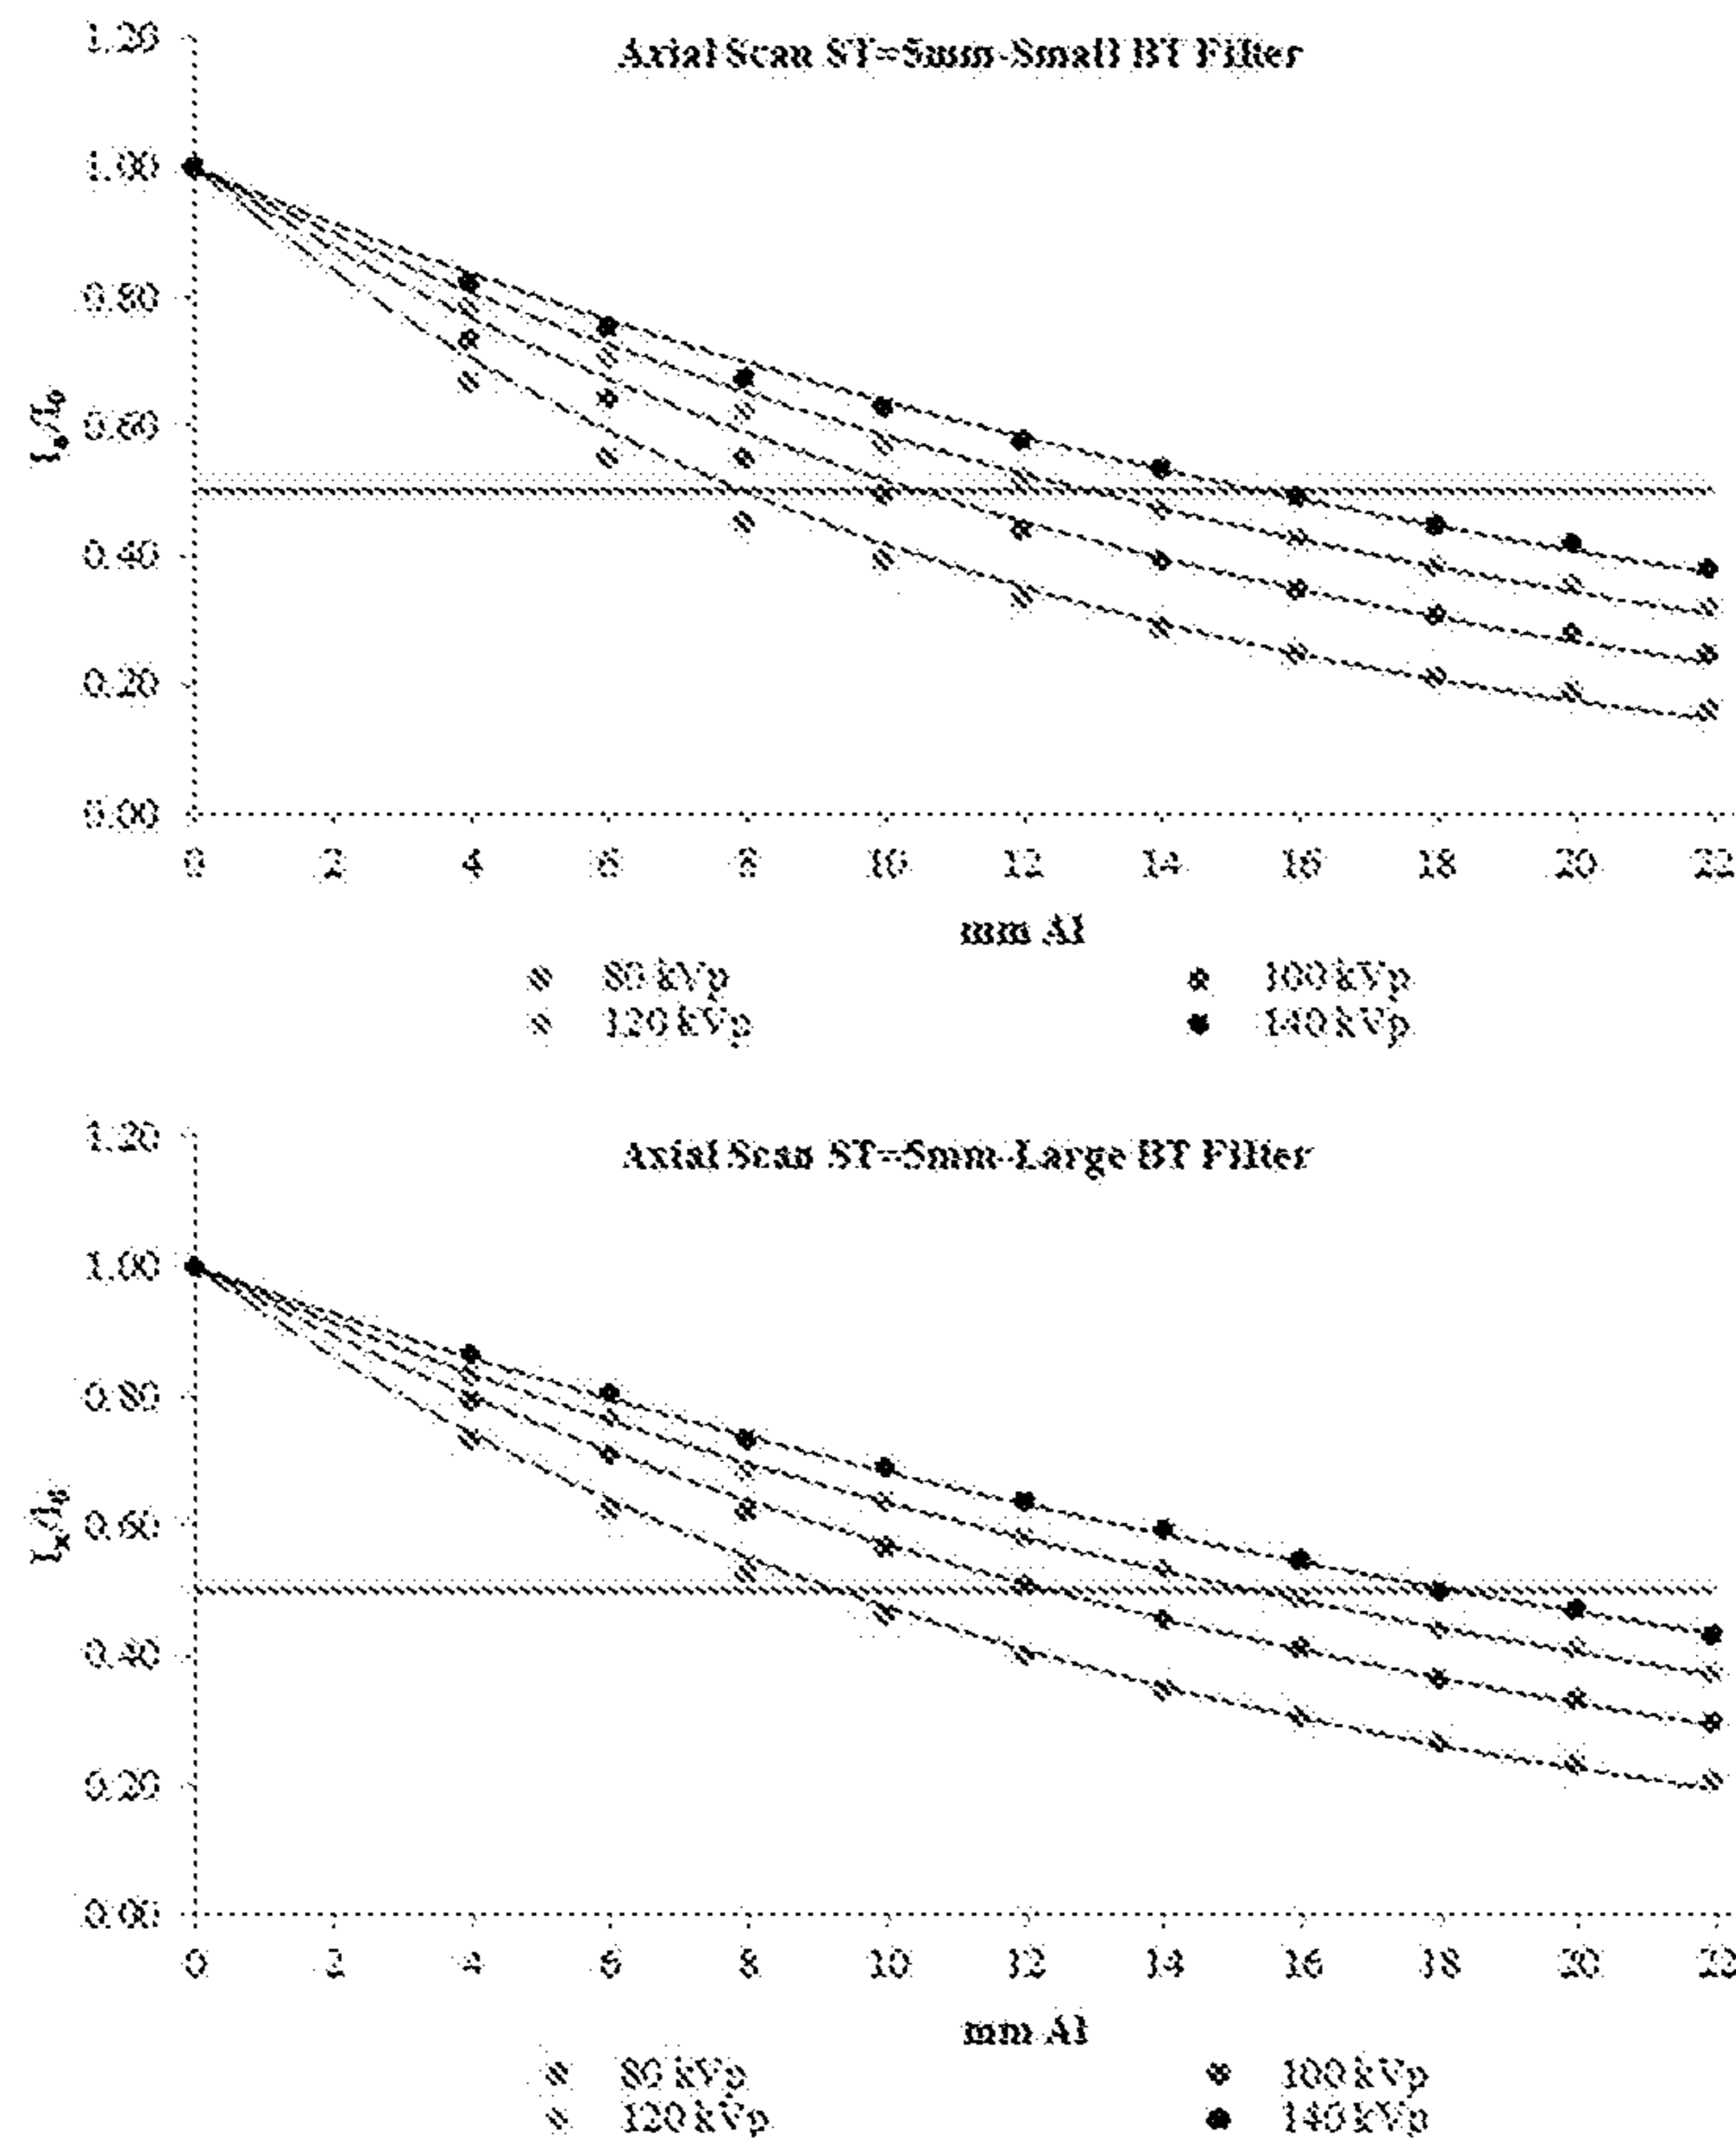 Axial Scan ST=5mm-Small BT Filter
1.20
1.00
0.80
0.60
0.40
0.20
0.00
0 2 4 6 8 10 12 14 16 18 20 22
mm Al
80 kVp 100 kVp
120 kVp 140 kVp
Axial Scan ST=5mm-Large BT Filter
1.20
1.00
0.80
0.60
0.40
0.20
0.00
0 2 4 6 8 10 12 14 16 18 20 22
mm Al
80 kVp 100 kVp
120 kVp 140 kVp